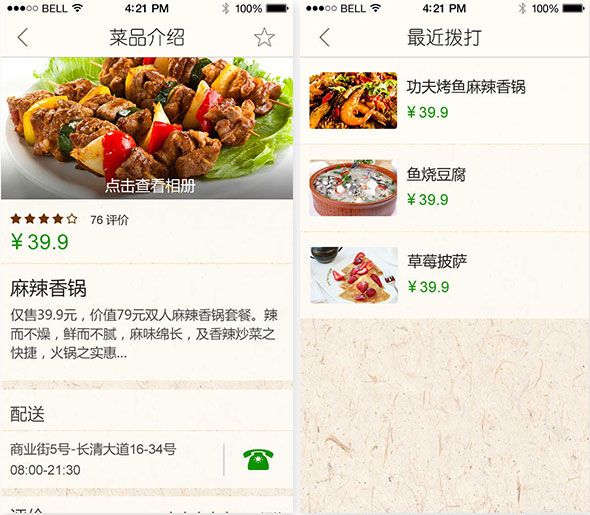 BELL 4:21 PM 100%
菜品介绍
点击查看相册
76 评价
¥39.9
麻辣香锅
仅售39.9元，价值79元双人麻辣香锅套餐。辣
而不燥，鲜而不腻，麻味绵长，及香辣炒菜之
快捷，火锅之实惠...
配送
商业街5号-长清大道16-34号
08:00-21:30
评价
BELL 4:21 PM 100%
最近拨打
功夫烤鱼麻辣香锅
¥39.9
鱼烧豆腐
¥39.9
草莓披萨
¥39.9